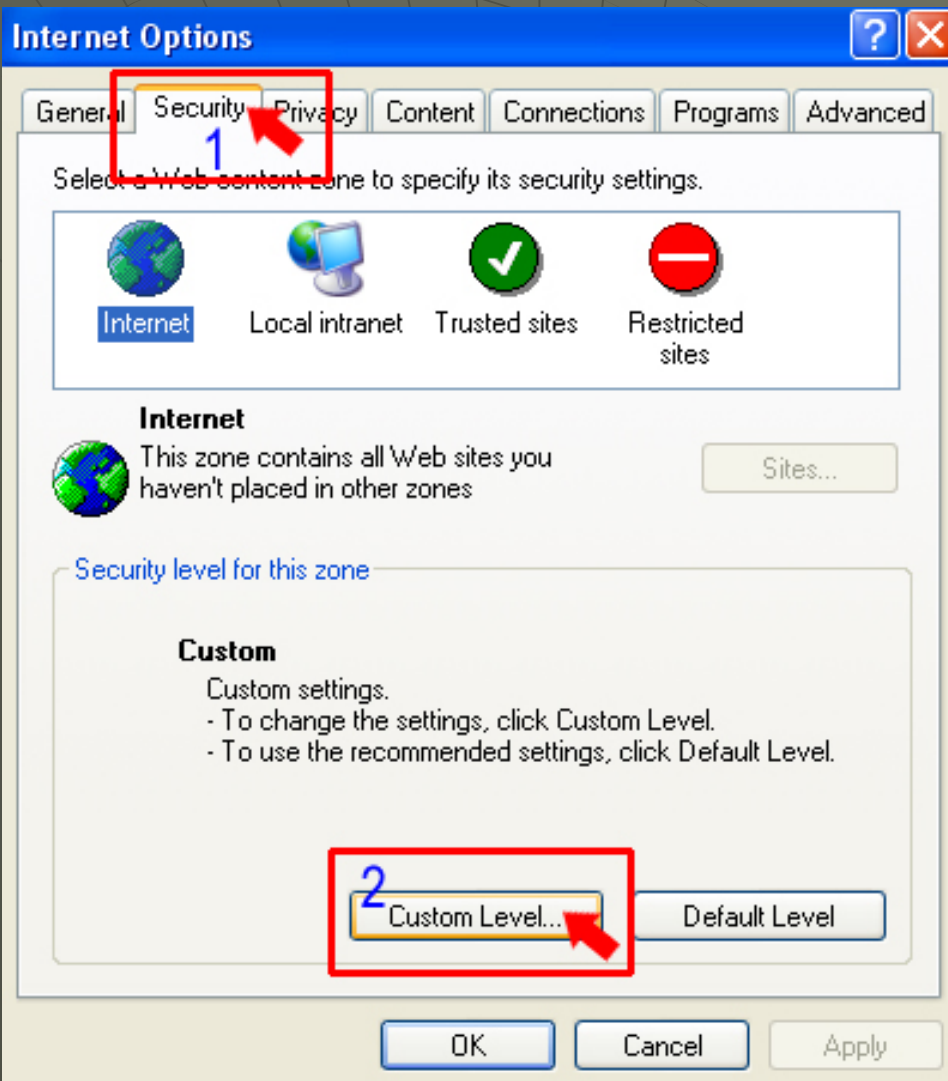 Internet Options
?
General Security Privacy Content Connections Programs Advanced
1
Select a Web content zone to specify its security settings.
Internet Local intranet Trusted sites Restricted
sites
Internet
This zone contains all Web sites you
haven't placed in other zones
Sites...
Security level for this zone
Custom
Custom settings.
- To change the settings, click Custom Level.
- To use the recommended settings, click Default Level.
2
Custom Level... Default Level
OK Cancel Apply